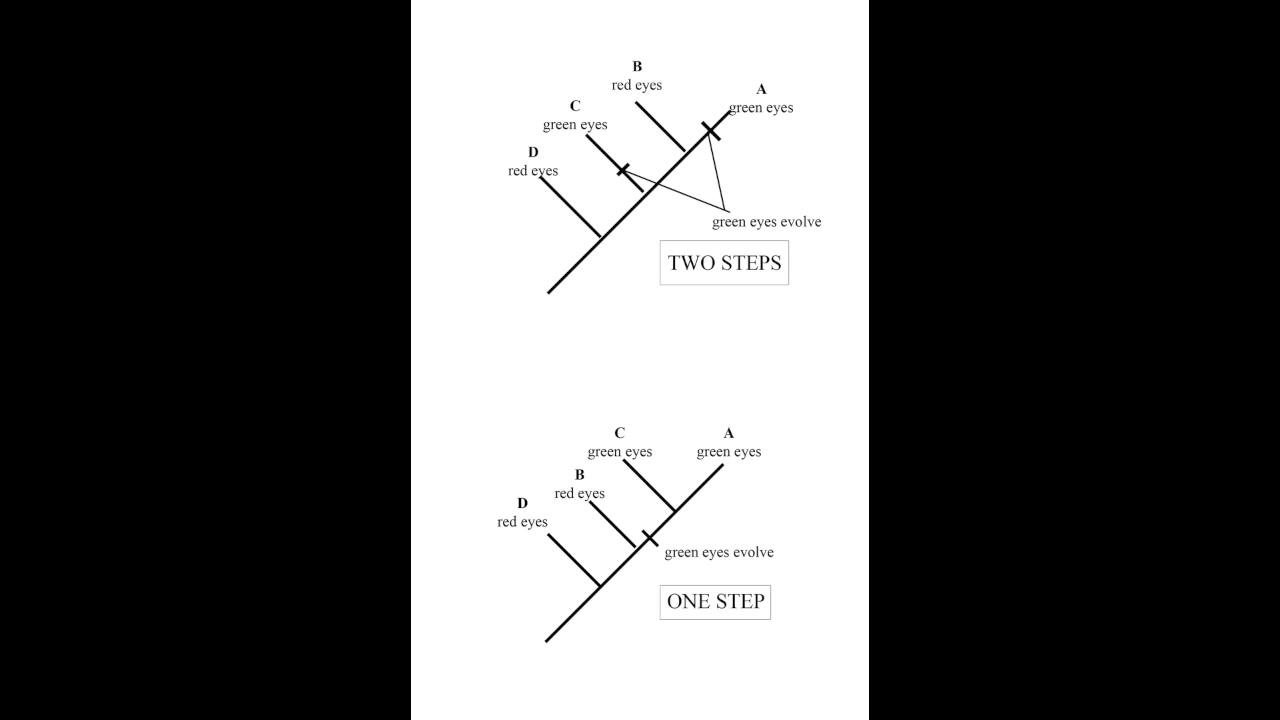 B
red eyes
A
green eyes
C
green eyes
D
red eyes
green eyes evolve
TWO STEPS
C
green eyes
A
green eyes
B
red eyes
D
red eyes
green eyes evolve
ONE STEP